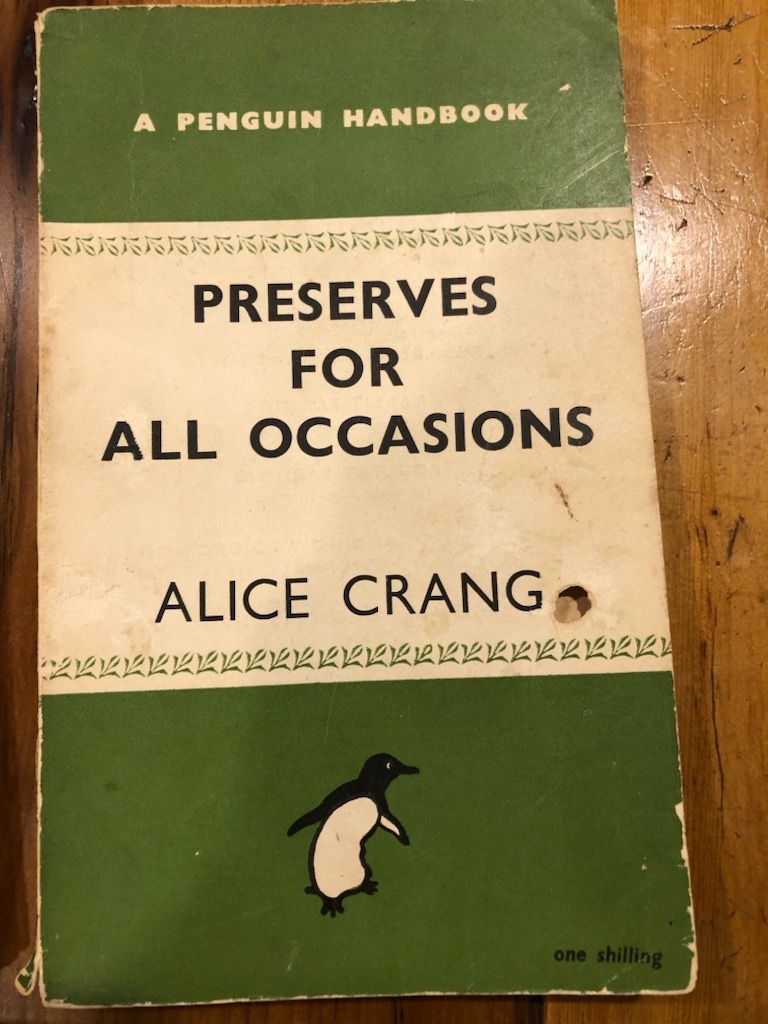 A PENGUIN HANDBOOK
PRESERVES
FOR
ALL OCCASIONS
ALICE CRANG
one shilling